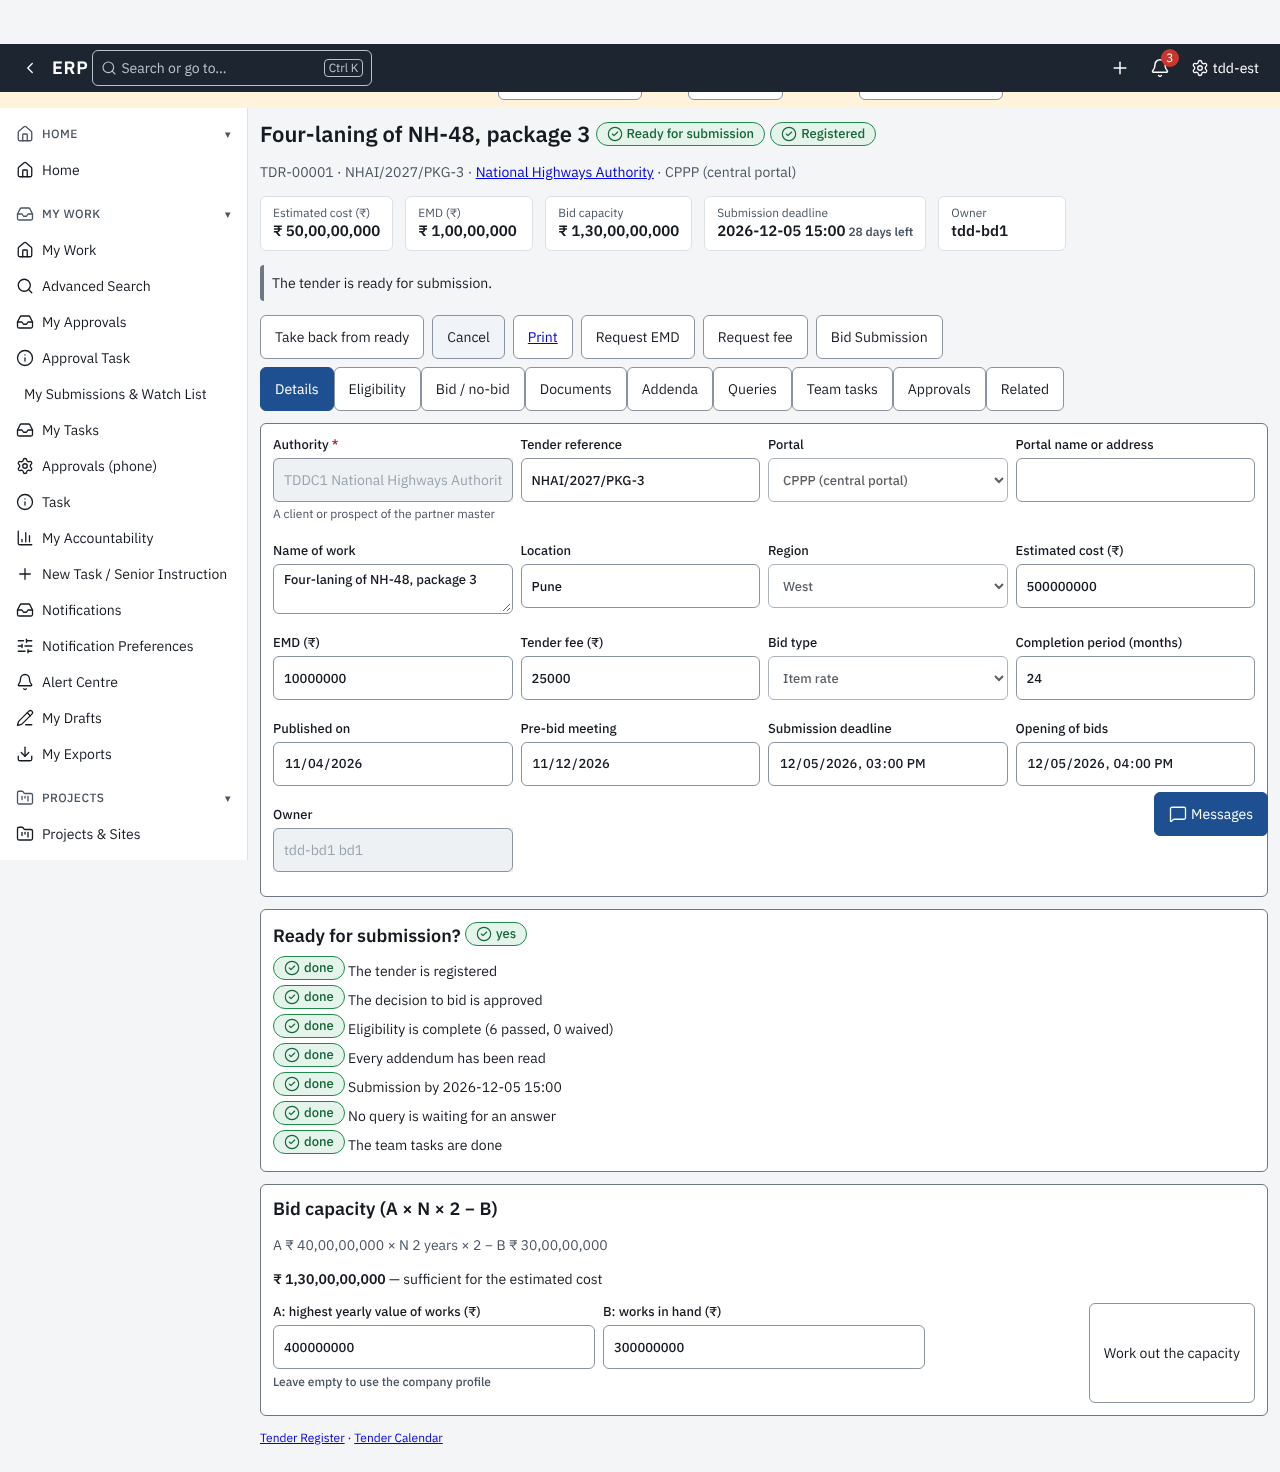 ERP
Search or go to...
Ctrl K
3
tdd-est
HOME
Home
MY WORK
My Work
Advanced Search
My Approvals
Approval Task
My Submissions & Watch List
My Tasks
Approvals (phone)
Task
My Accountability
New Task / Senior Instruction
Notifications
Notification Preferences
Alert Centre
My Drafts
My Exports
PROJECTS
Projects & Sites
Four-laning of NH-48, package 3 Ready for submission Registered
TDR-00001 · NHAI/2027/PKG-3 · National Highways Authority · CPPP (central portal)
Estimated cost (₹)
₹ 50,00,00,000
EMD (₹)
₹ 1,00,00,000
Bid capacity
₹ 1,30,00,00,000
Submission deadline
2026-12-05 15:00 28 days left
Owner
tdd-bd1
The tender is ready for submission.
Take back from ready Cancel Print Request EMD Request fee Bid Submission
Details Eligibility Bid / no-bid Documents Addenda Queries Team tasks Approvals Related
Authority * Tender reference Portal Portal name or address
TDDC1 National Highways Authorit NHAI/2027/PKG-3 CPPP (central portal)
A client or prospect of the partner master
Name of work Location Region Estimated cost (₹)
Four-laning of NH-48, package 3 Pune West 500000000
EMD (₹) Tender fee (₹) Bid type Completion period (months)
10000000 25000 Item rate 24
Published on Pre-bid meeting Submission deadline Opening of bids
11/04/2026 11/12/2026 12/05/2026, 03:00 PM 12/05/2026, 04:00 PM
Owner
tdd-bd1 bd1
Messages
Ready for submission? yes
done The tender is registered
done The decision to bid is approved
done Eligibility is complete (6 passed, 0 waived)
done Every addendum has been read
done Submission by 2026-12-05 15:00
done No query is waiting for an answer
done The team tasks are done
Bid capacity (A × N × 2 − B)
A ₹ 40,00,00,000 × N 2 years × 2 − B ₹ 30,00,00,000
₹ 1,30,00,00,000 — sufficient for the estimated cost
A: highest yearly value of works (₹) B: works in hand (₹)
400000000 300000000
Work out the capacity
Leave empty to use the company profile
Tender Register · Tender Calendar